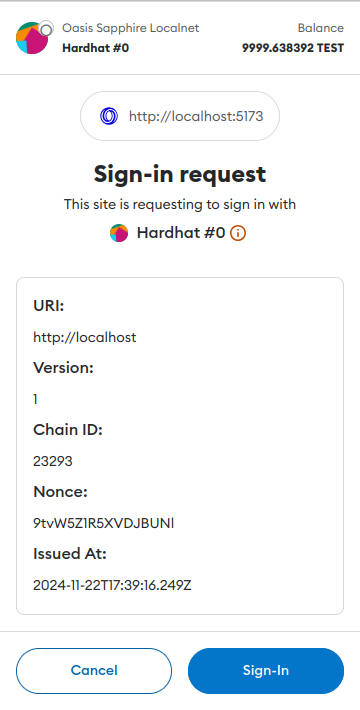 Oasis Sapphire Localnet
Balance
Hardhat #0
9999.638392 TEST
http://localhost:5173
Sign-in request
This site is requesting to sign in with
Hardhat #0
URI:
http://localhost
Version:
1
Chain ID:
23293
Nonce:
9tvW5Z1R5XVDJBUNl
Issued At:
2024-11-22T17:39:16.249Z
Cancel
Sign-In